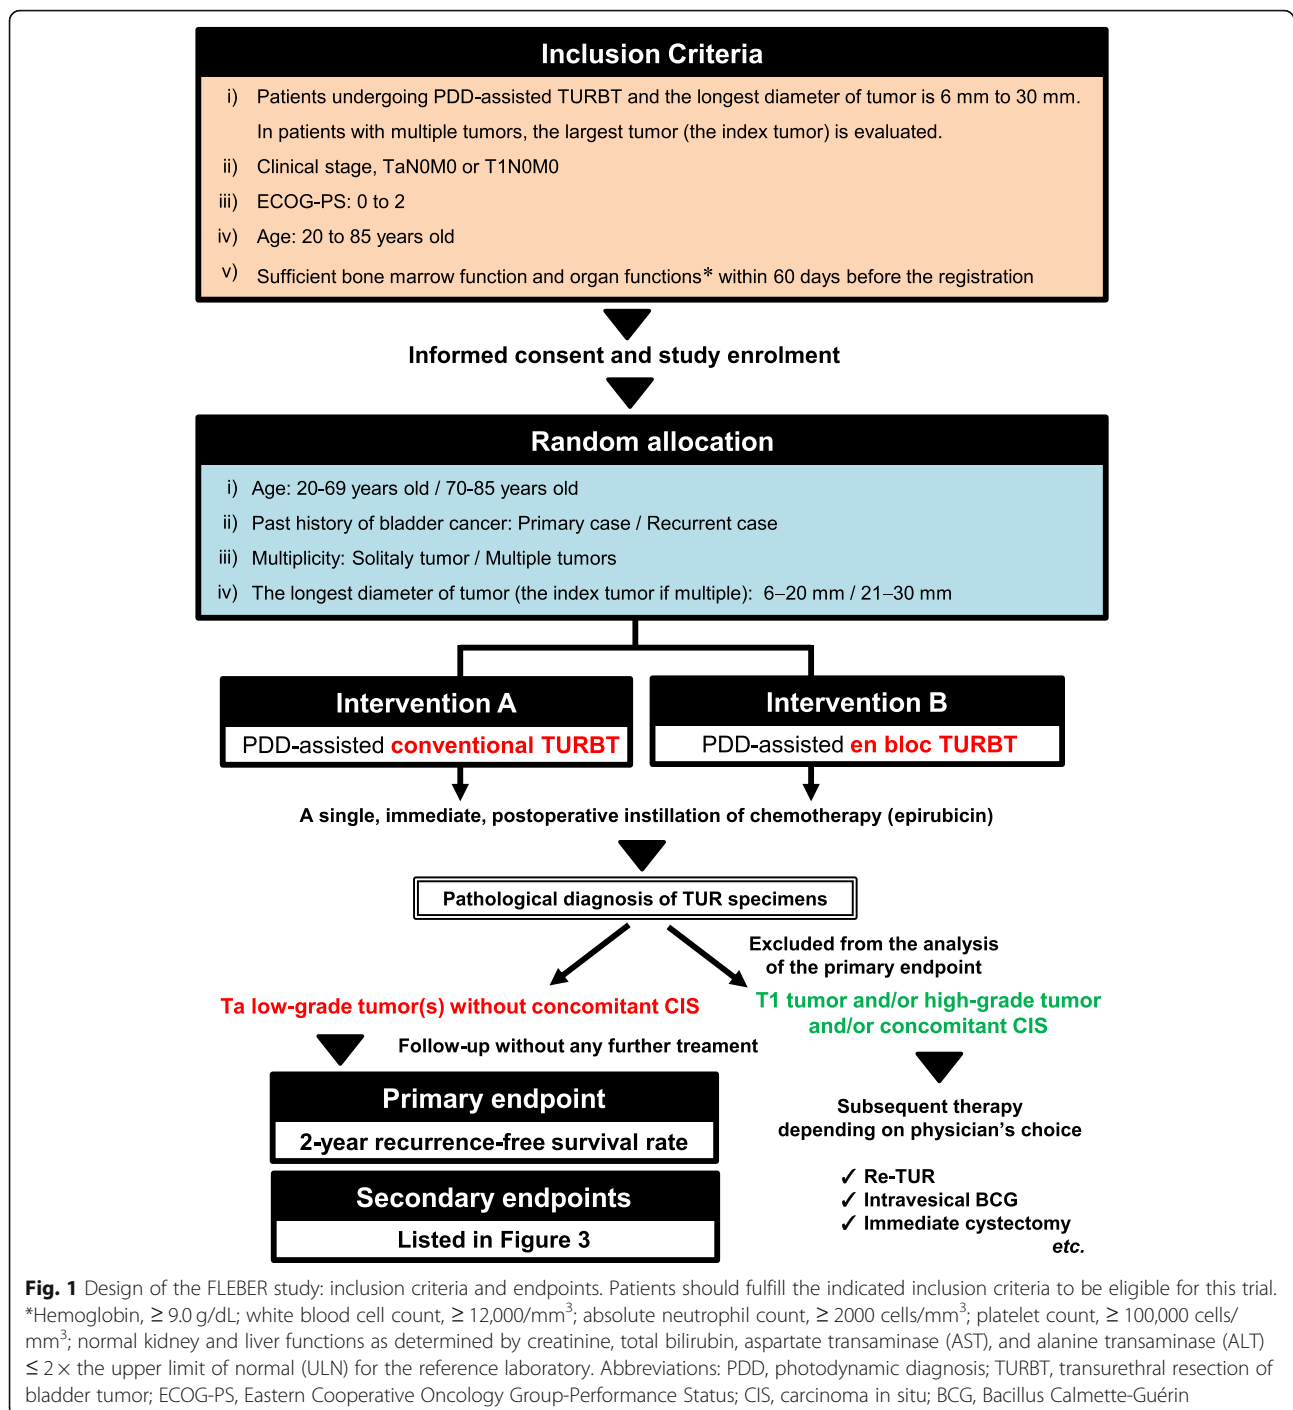 Inclusion Criteria
i) Patients undergoing PDD-assisted TURBT and the longest diameter of tumor is 6 mm to 30 mm.
In patients with multiple tumors, the largest tumor (the index tumor) is evaluated.
ii) Clinical stage, TaN0M0 or T1N0M0
iii) ECOG-PS: 0 to 2
iv) Age: 20 to 85 years old
v) Sufficient bone marrow function and organ functions* within 60 days before the registration
Informed consent and study enrolment
Random allocation
i) Age: 20-69 years old / 70-85 years old
ii) Past history of bladder cancer: Primary case / Recurrent case
iii) Multiplicity: Solitaly tumor / Multiple tumors
iv) The longest diameter of tumor (the index tumor if multiple): 6–20 mm / 21–30 mm
Intervention A
PDD-assisted conventional TURBT
Intervention B
PDD-assisted en bloc TURBT
A single, immediate, postoperative instillation of chemotherapy (epirubicin)
Pathological diagnosis of TUR specimens
Excluded from the analysis
of the primary endpoint
Ta low-grade tumor(s) without concomitant CIS
T1 tumor and/or high-grade tumor
and/or concomitant CIS
Follow-up without any further treament
Primary endpoint
2-year recurrence-free survival rate
Secondary endpoints
Listed in Figure 3
Subsequent therapy
depending on physician's choice
✓ Re-TUR
✓ Intravesical BCG
✓ Immediate cystectomy
etc.
Fig. 1 Design of the FLEBER study: inclusion criteria and endpoints. Patients should fulfill the indicated inclusion criteria to be eligible for this trial.
*Hemoglobin, ≥ 9.0 g/dL; white blood cell count, ≥ 12,000/mm³; absolute neutrophil count, ≥ 2000 cells/mm³; platelet count, ≥ 100,000 cells/
mm³; normal kidney and liver functions as determined by creatinine, total bilirubin, aspartate transaminase (AST), and alanine transaminase (ALT)
≤ 2 × the upper limit of normal (ULN) for the reference laboratory. Abbreviations: PDD, photodynamic diagnosis; TURBT, transurethral resection of
bladder tumor; ECOG-PS, Eastern Cooperative Oncology Group-Performance Status; CIS, carcinoma in situ; BCG, Bacillus Calmette-Guérin